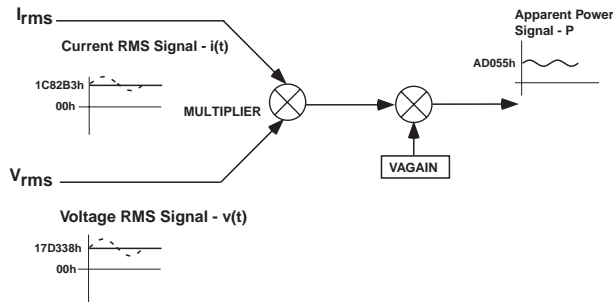 Irms
Current RMS Signal - i(t)
1C82B3h
00h
MULTIPLIER
Apparent Power
Signal - P
AD055h
VAGAIN
Vrms
Voltage RMS Signal - v(t)
17D338h
00h